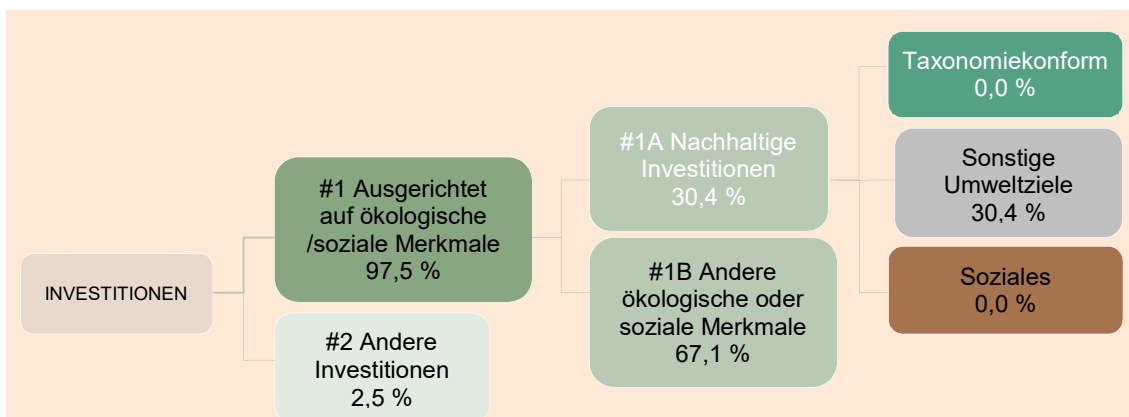 INVESTITIONEN
#1 Ausgerichtet
auf ökologische
/soziale Merkmale
97,5 %
#2 Andere
Investitionen
2,5 %
#1A Nachhaltige
Investitionen
30,4 %
#1B Andere
ökologische oder
soziale Merkmale
67,1 %
Taxonomiekonform
0,0 %
Sonstige
Umweltziele
30,4 %
Soziales
0,0 %